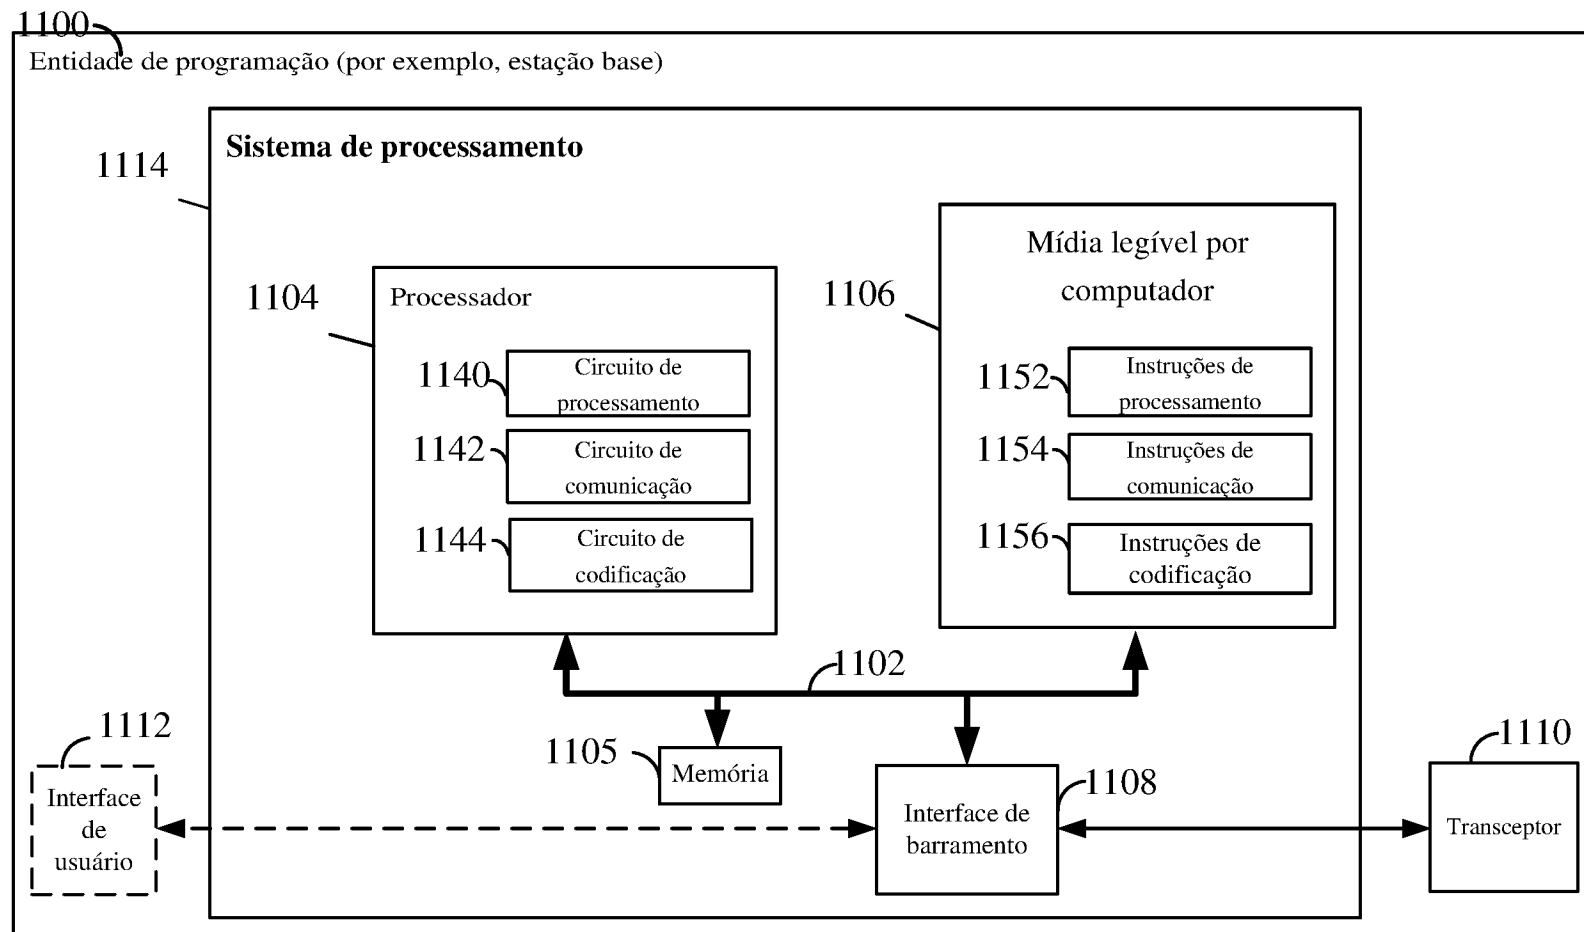 1100
Entidade de programação (por exemplo, estação base)
Sistema de processamento
1114
Mídia legível por
computador
1104
Processador
1106
1140
Circuito de
processamento
1142
Circuito de
comunicação
1144
Circuito de
codificação
1152
Instruções de
processamento
1154
Instruções de
comunicação
1156
Instruções de
codificação
1102
1112
Interface
de
usuário
1105
Memória
1108
Interface de
barramento
1110
Transceptor